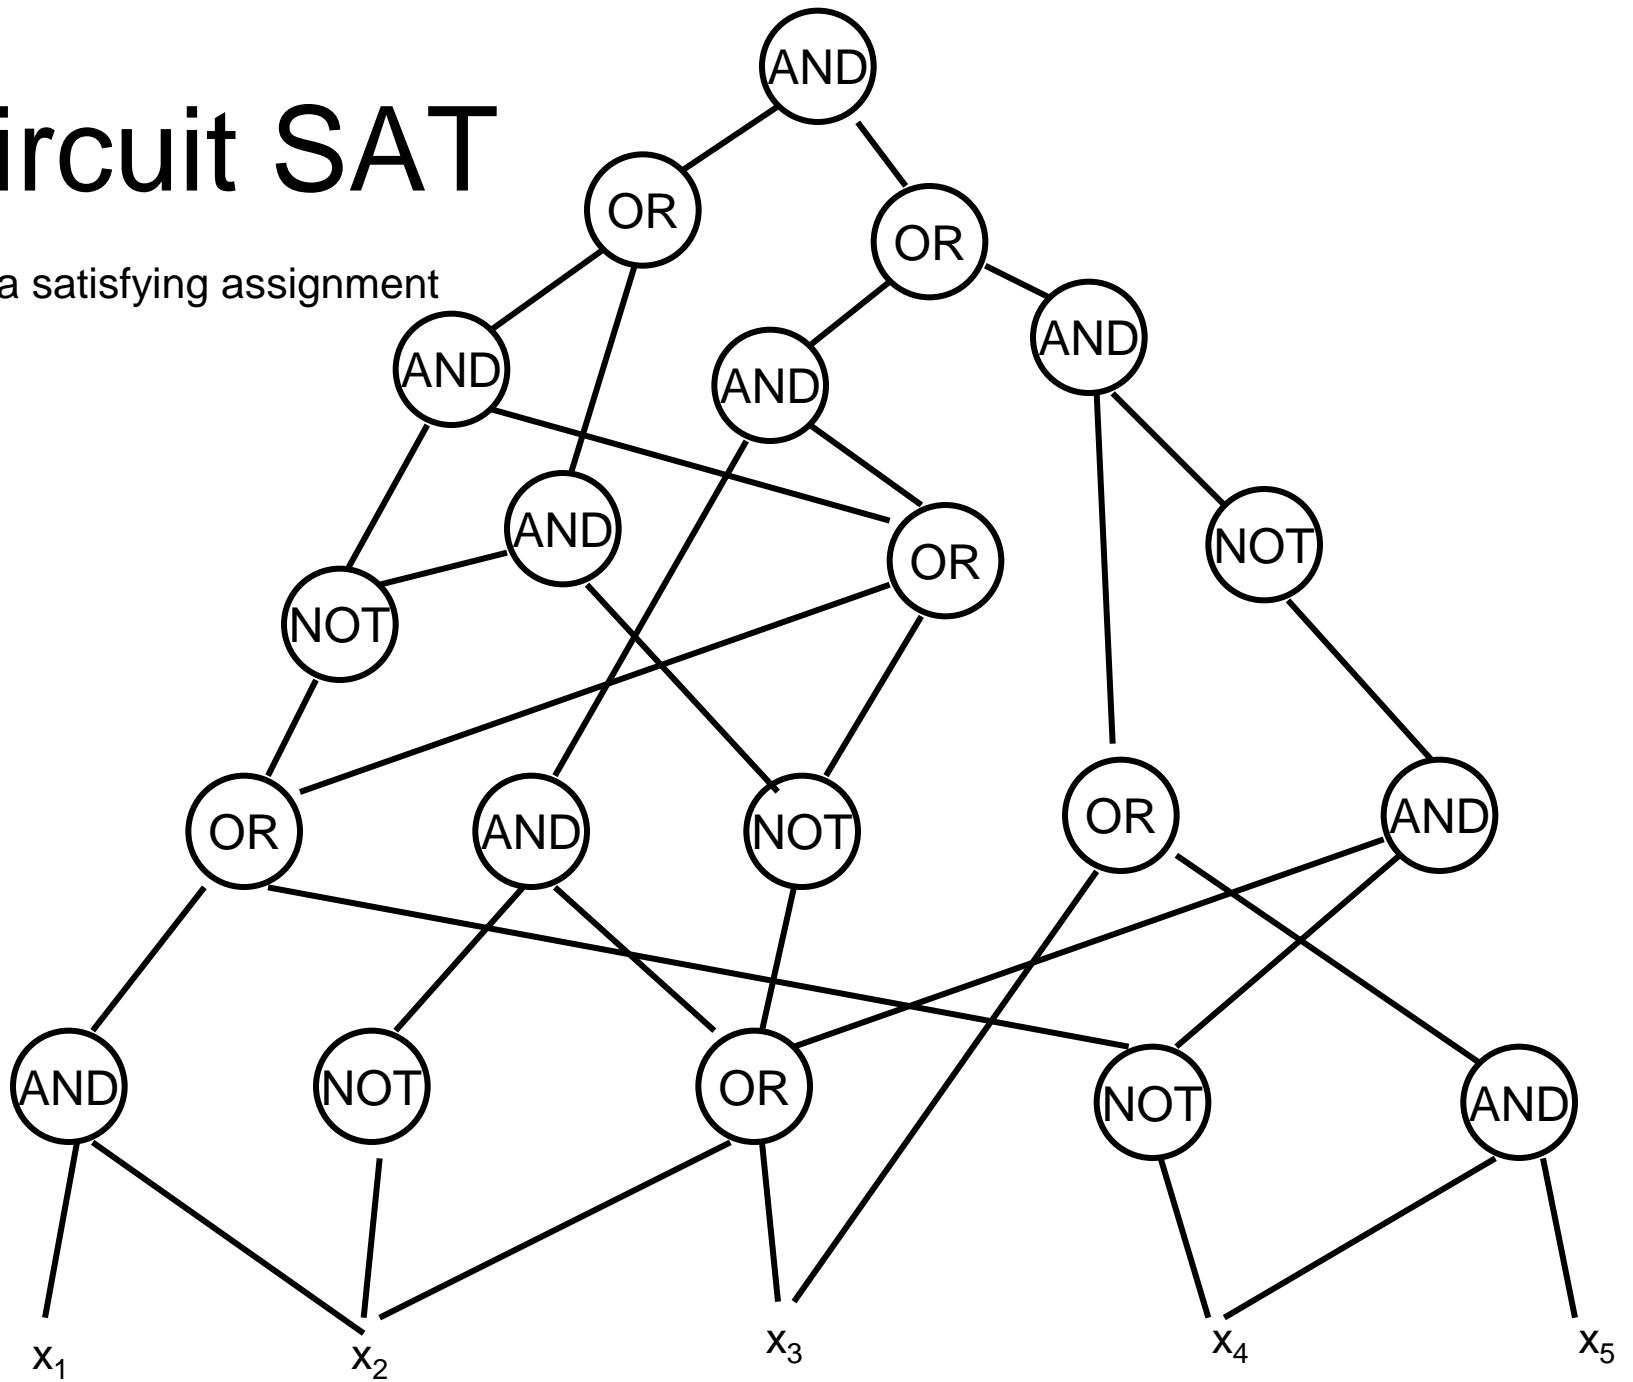 AND
ircuit SAT
OR
OR
a satisfying assignment
AND
AND
AND
AND
OR
NOT
NOT
OR
AND
NOT
OR
AND
AND
NOT
OR
NOT
AND
x₁
x₂
x₃
x₄
x₅